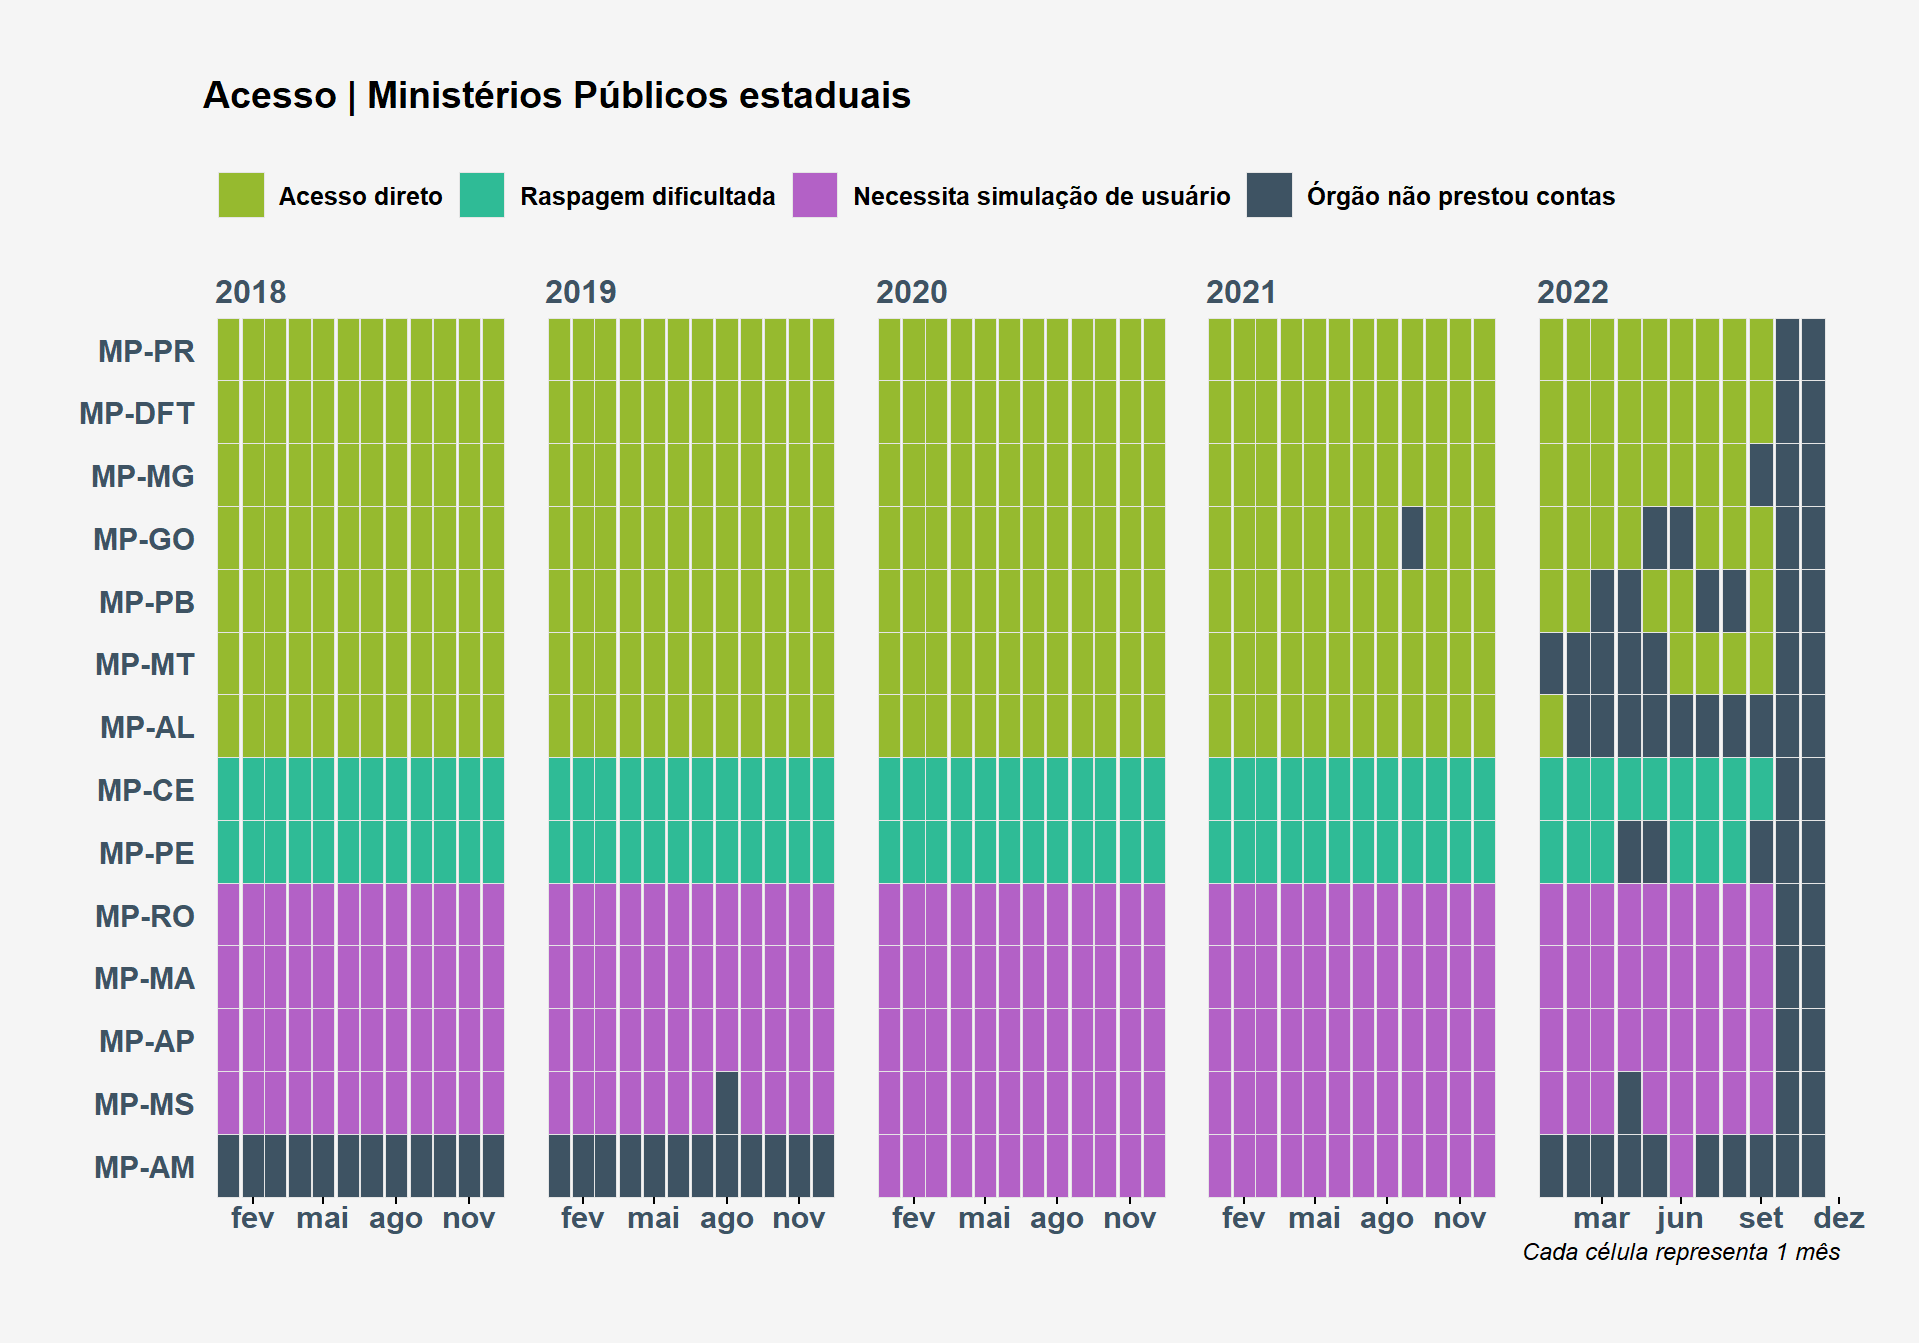 Acesso | Ministérios Públicos estaduais
Acesso direto Raspagem dificultada Necessita simulação de usuário Órgão não prestou contas
2018 2019 2020 2021 2022
MP-PR
MP-DFT
MP-MG
MP-GO
MP-PB
MP-MT
MP-AL
MP-CE
MP-PE
MP-RO
MP-MA
MP-AP
MP-MS
MP-AM
fev mai ago nov fev mai ago nov fev mai ago nov fev mai ago nov mar jun set dez
Cada célula representa 1 mês